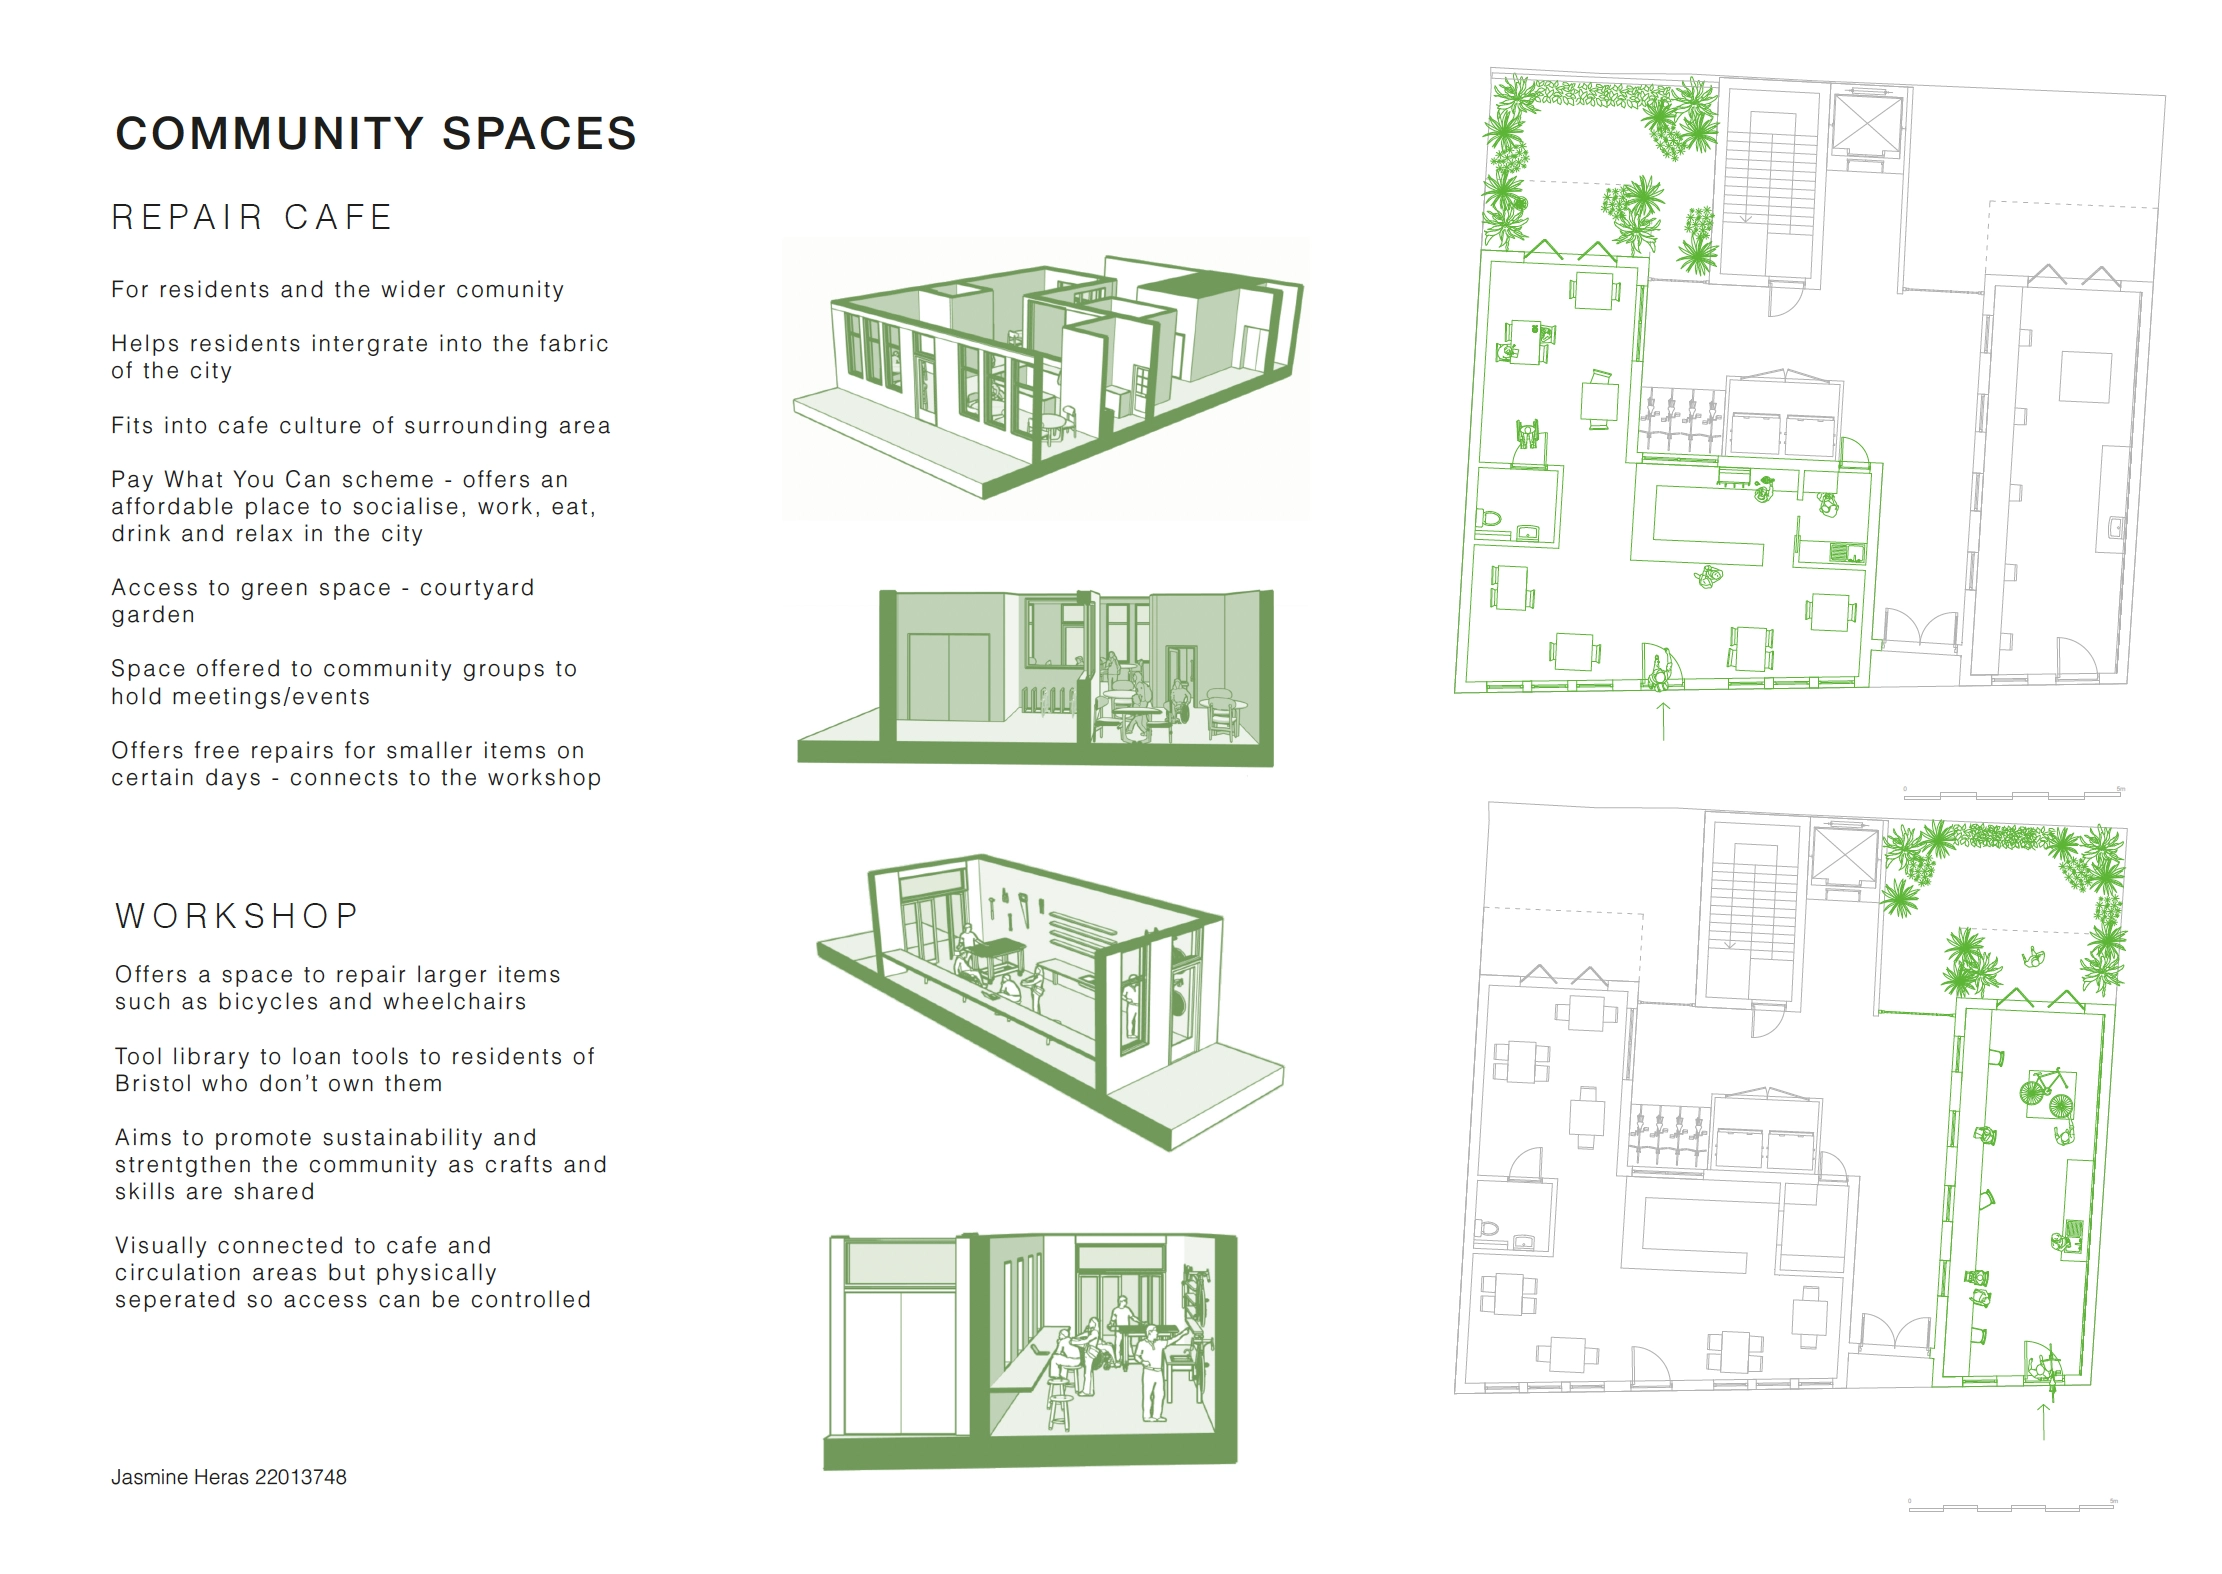 COMMUNITY SPACES
REPAIR CAFE
For residents and the wider comunity
Helps residents intergrate into the fabric
of the city
Fits into cafe culture of surrounding area
Pay What You Can scheme - offers an
affordable place to socialise, work, eat,
drink and relax in the city
Access to green space - courtyard
garden
Space offered to community groups to
hold meetings/events
Offers free repairs for smaller items on
certain days - connects to the workshop
WORKSHOP
Offers a space to repair larger items
such as bicycles and wheelchairs
Tool library to loan tools to residents of
Bristol who don't own them
Aims to promote sustainability and
strentgthen the community as crafts and
skills are shared
Visually connected to cafe and
circulation areas but physically
seperated so access can be controlled
Jasmine Heras 22013748
0 5m
0 5m